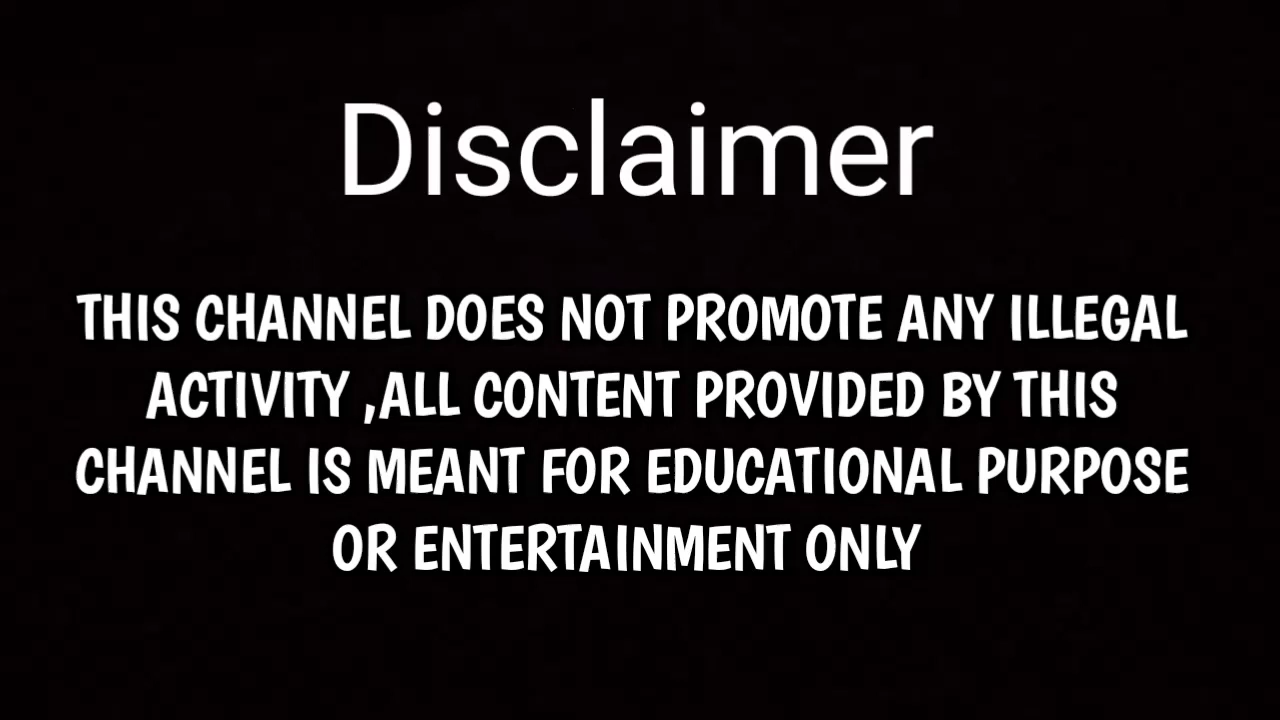 Disclaimer
THIS CHANNEL DOES NOT PROMOTE ANY ILLEGAL
ACTIVITY ,ALL CONTENT PROVIDED BY THIS
CHANNEL IS MEANT FOR EDUCATIONAL PURPOSE
OR ENTERTAINMENT ONLY